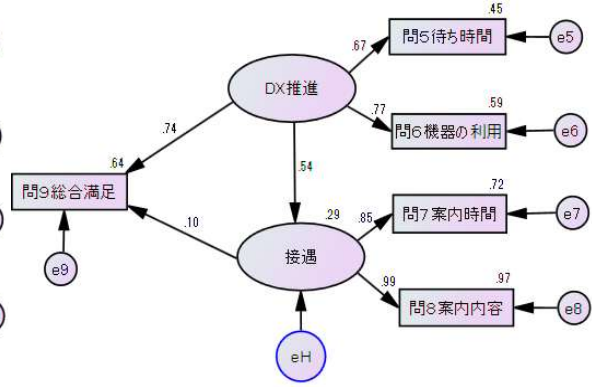 .45
問5待ち時間
e5
.67
DX推進
.59
.77
問6機器の利用
e6
.74
.64
.54
問9総合満足
.72
.29
.85
問7案内時間
e7
.10
接遇
e9
.99
.97
問8案内内容
e8
eH